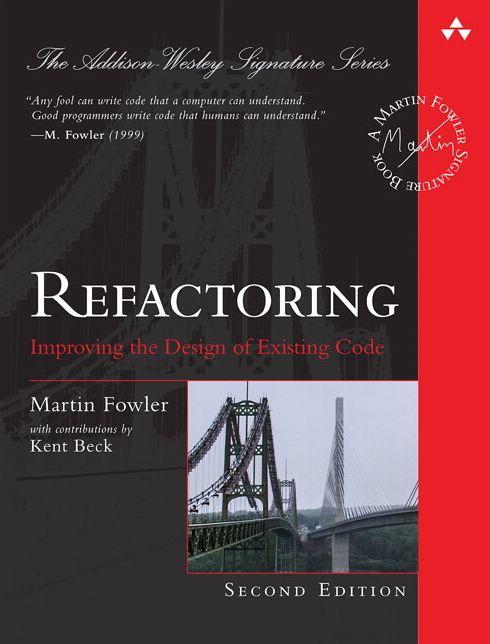 The Addison-Wesley Signature Series
“Any fool can write code that a computer can understand.
Good programmers write code that humans can understand.”
—M. Fowler (1999)
A MARTIN FOWLER SIGNATURE BOOK
Martin
REFACTORING
Improving the Design of Existing Code
Martin Fowler
with contributions by
Kent Beck
SECOND EDITION